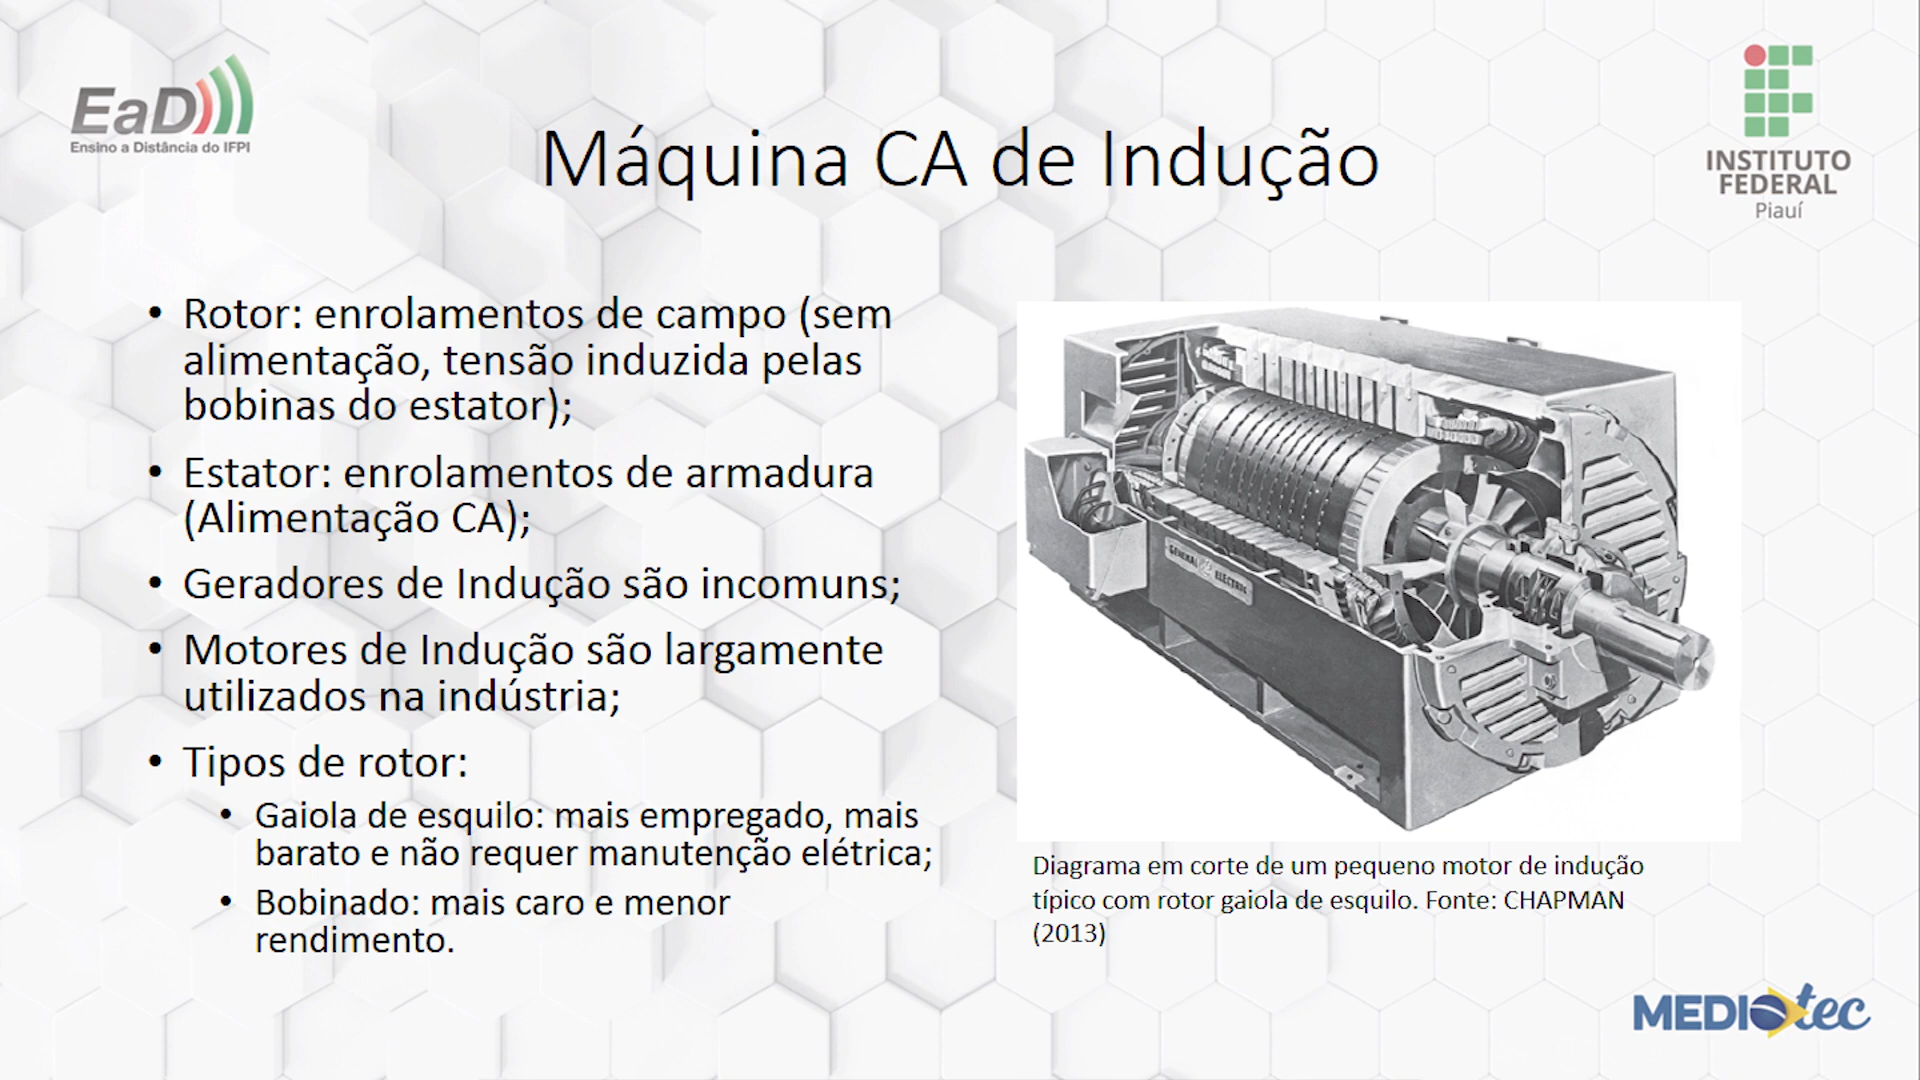 EaD
Ensino a Distância do IFPI
INSTITUTO
FEDERAL
Piauí
Máquina CA de Indução
• Rotor: enrolamentos de campo (sem
alimentação, tensão induzida pelas
bobinas do estator);
• Estator: enrolamentos de armadura
(Alimentação CA);
• Geradores de Indução são incomuns;
• Motores de Indução são largamente
utilizados na indústria;
• Tipos de rotor:
• Gaiola de esquilo: mais empregado, mais
barato e não requer manutenção elétrica;
• Bobinado: mais caro e menor
rendimento.
GENERAL ELECTRIC
Diagrama em corte de um pequeno motor de indução
típico com rotor gaiola de esquilo. Fonte: CHAPMAN
(2013)
MEDIOtec